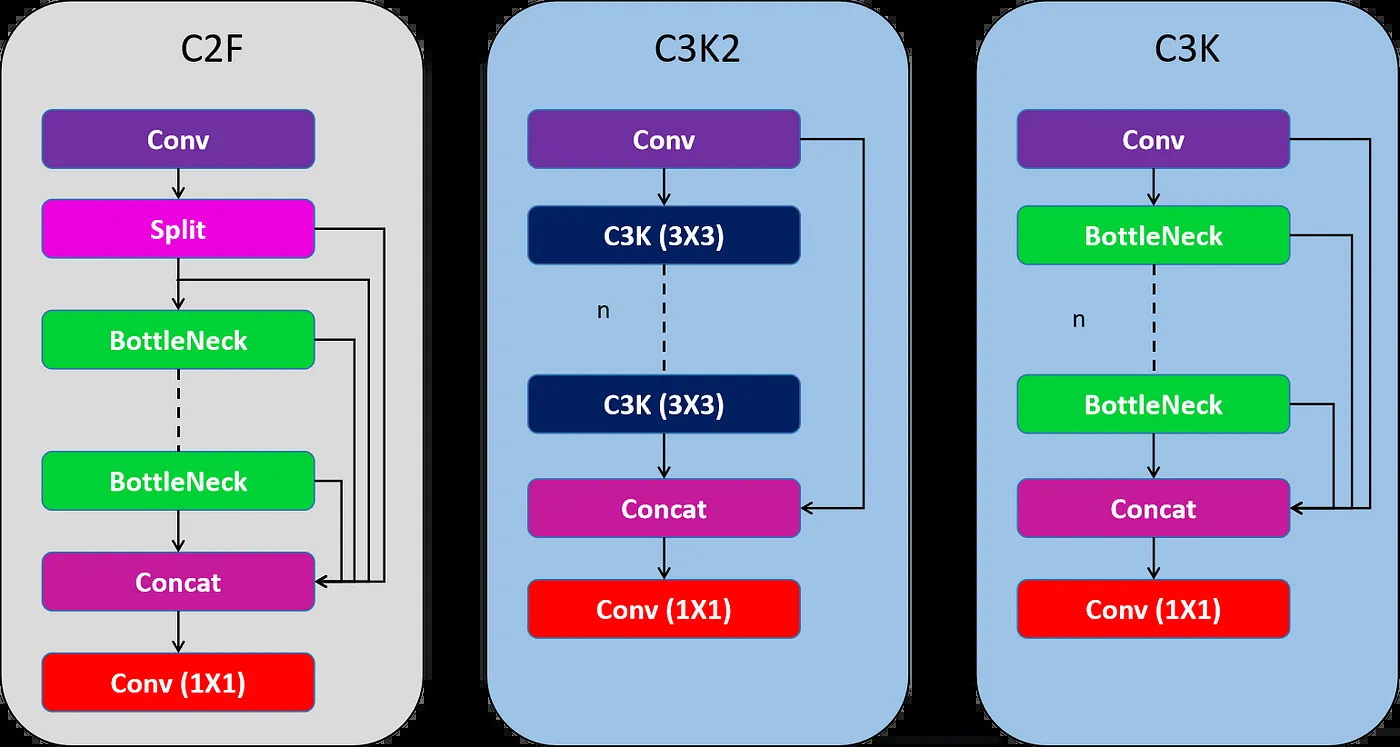 C2F
Conv
Split
BottleNeck
BottleNeck
Concat
Conv (1X1)
C3K2
Conv
C3K (3X3)
n
C3K (3X3)
Concat
Conv (1X1)
C3K
Conv
BottleNeck
n
BottleNeck
Concat
Conv (1X1)